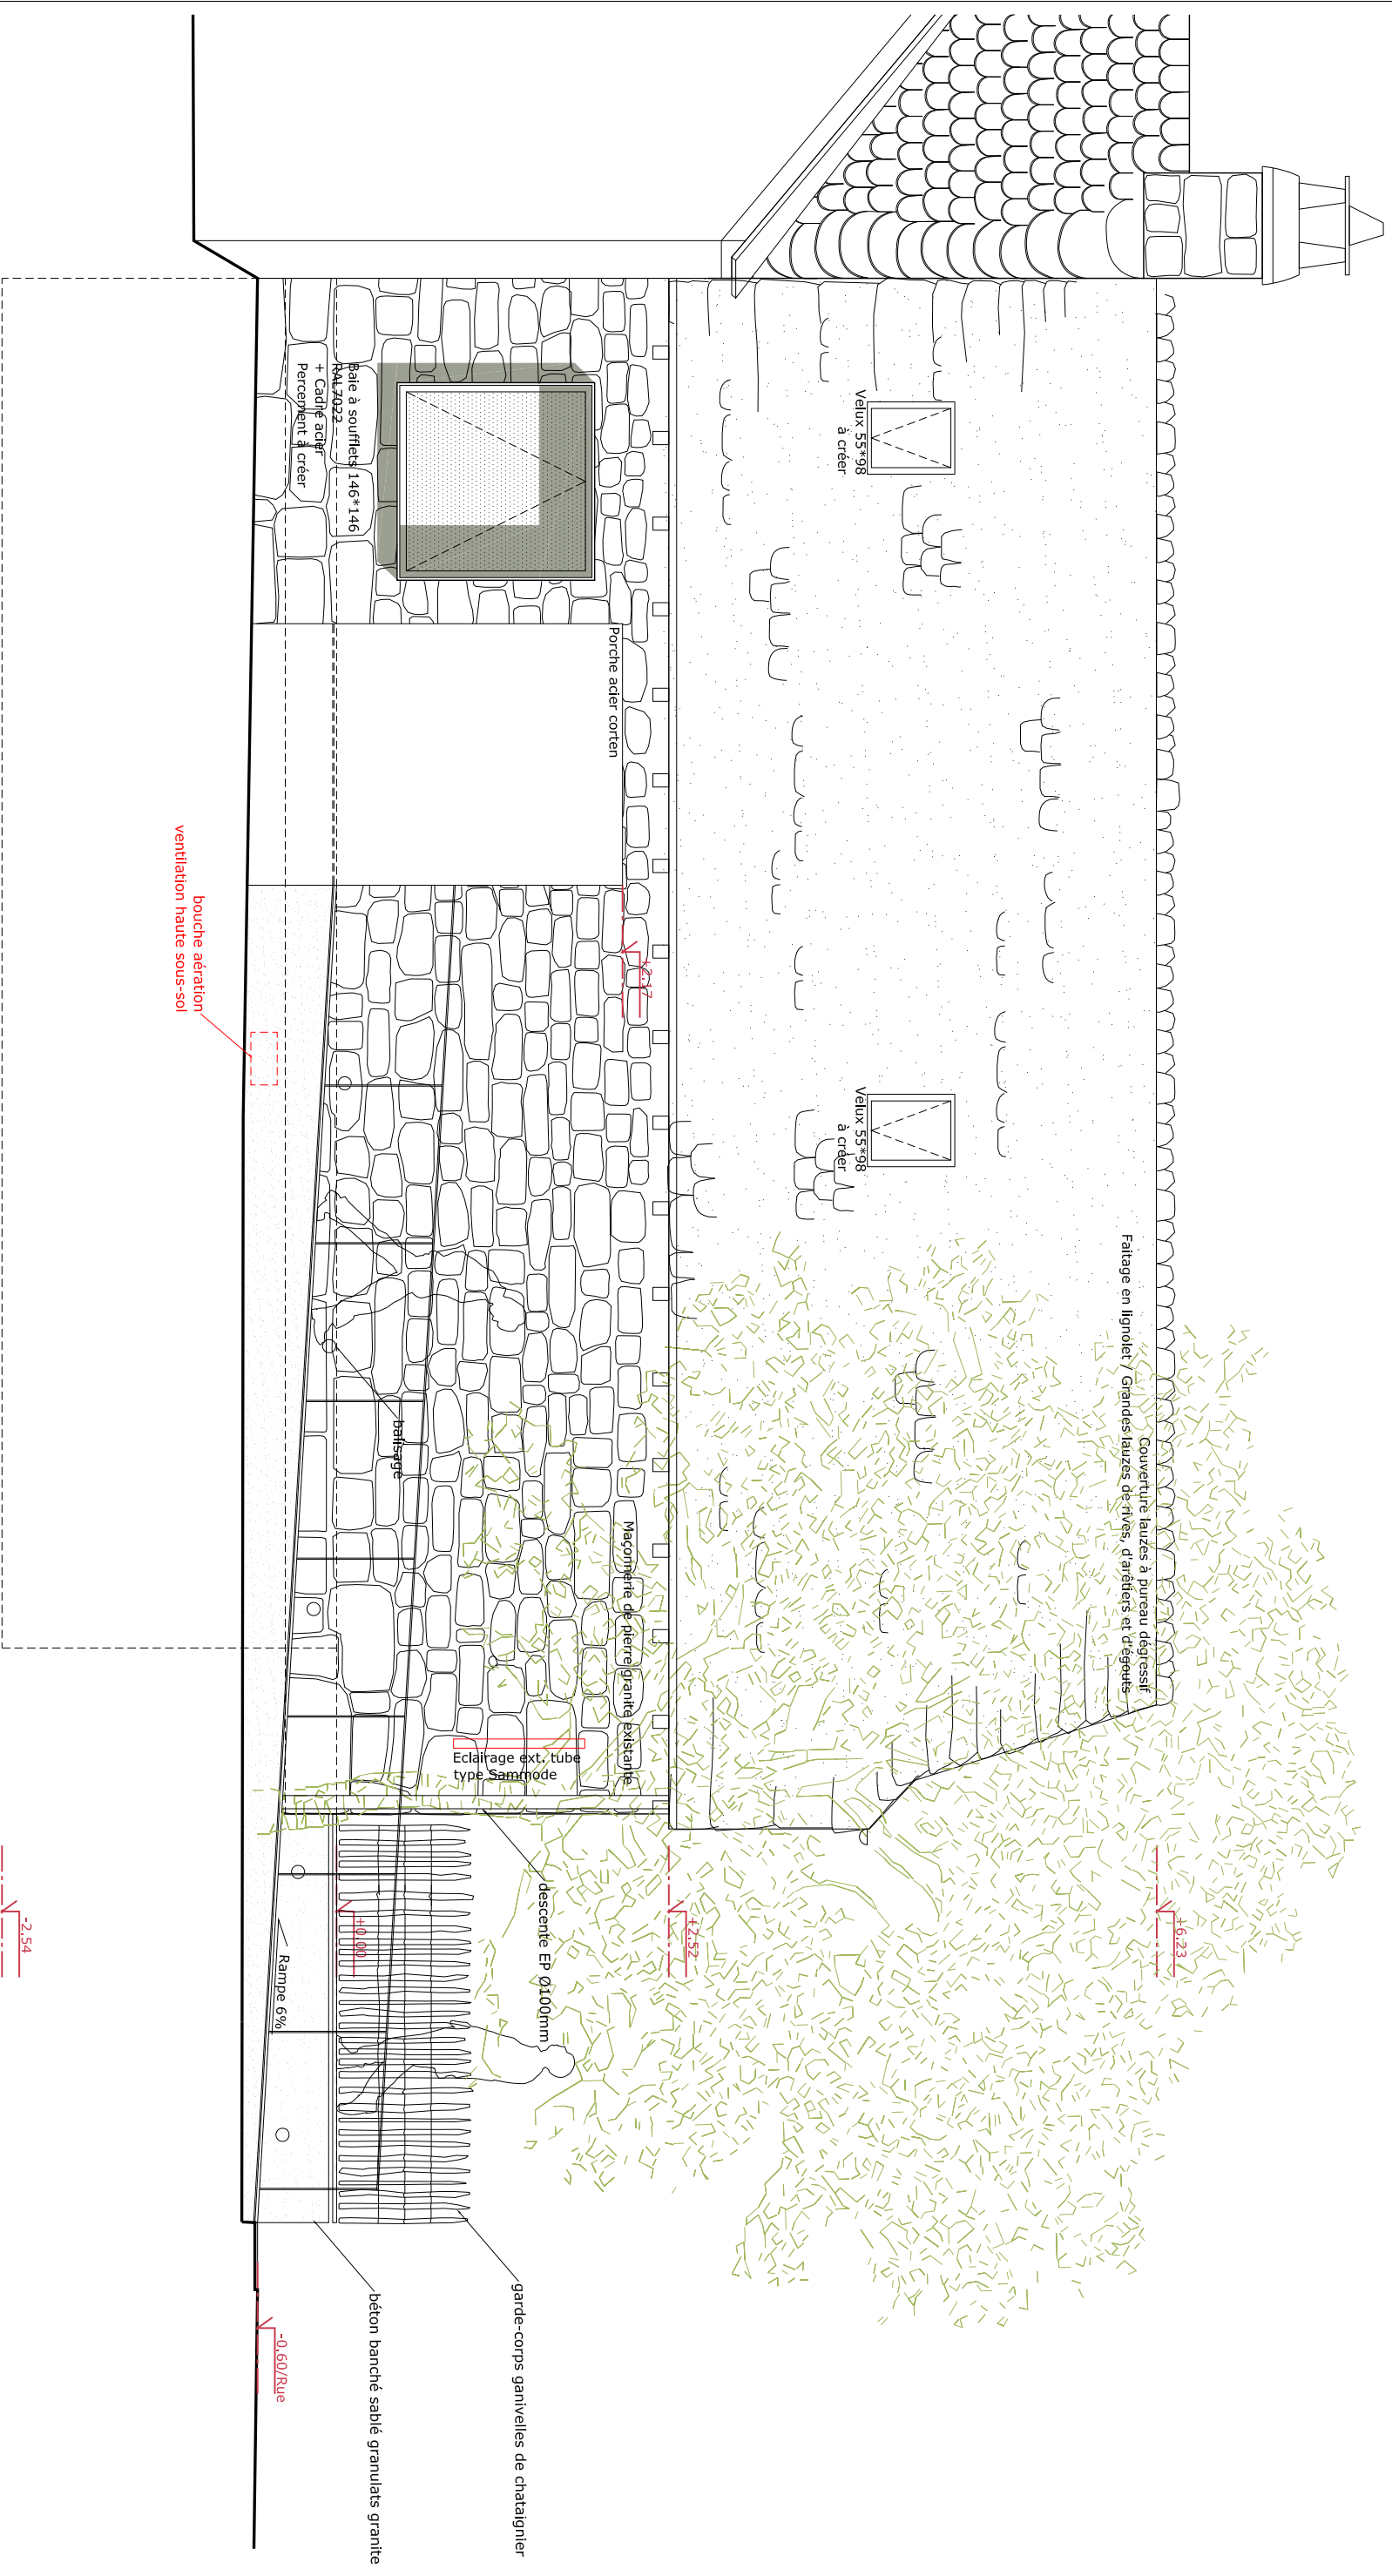 Couverture lauzes à pureau dégressif
Faitage en lignolet / Grandes lauzes de rives, d'arêtiers et d'égouts
+6,23
Velux 55*98
à créer
Velux 55*98
à créer
+2,52
+2,17
Maçonnerie de pierre granite existante
Porche acier corten
Eclairage ext. tube
type Sammode
descente EP Ø100mm
garde-corps ganivelles de chataignier
balisage
béton banché sablé granulats granite
Baie à soufflets 146*146
RAL7022
+ Cadre acier
Percement à créer
+0,00
Rampe 6%
-0,60/Rue
bouche aération
ventilation haute sous-sol
-2,54